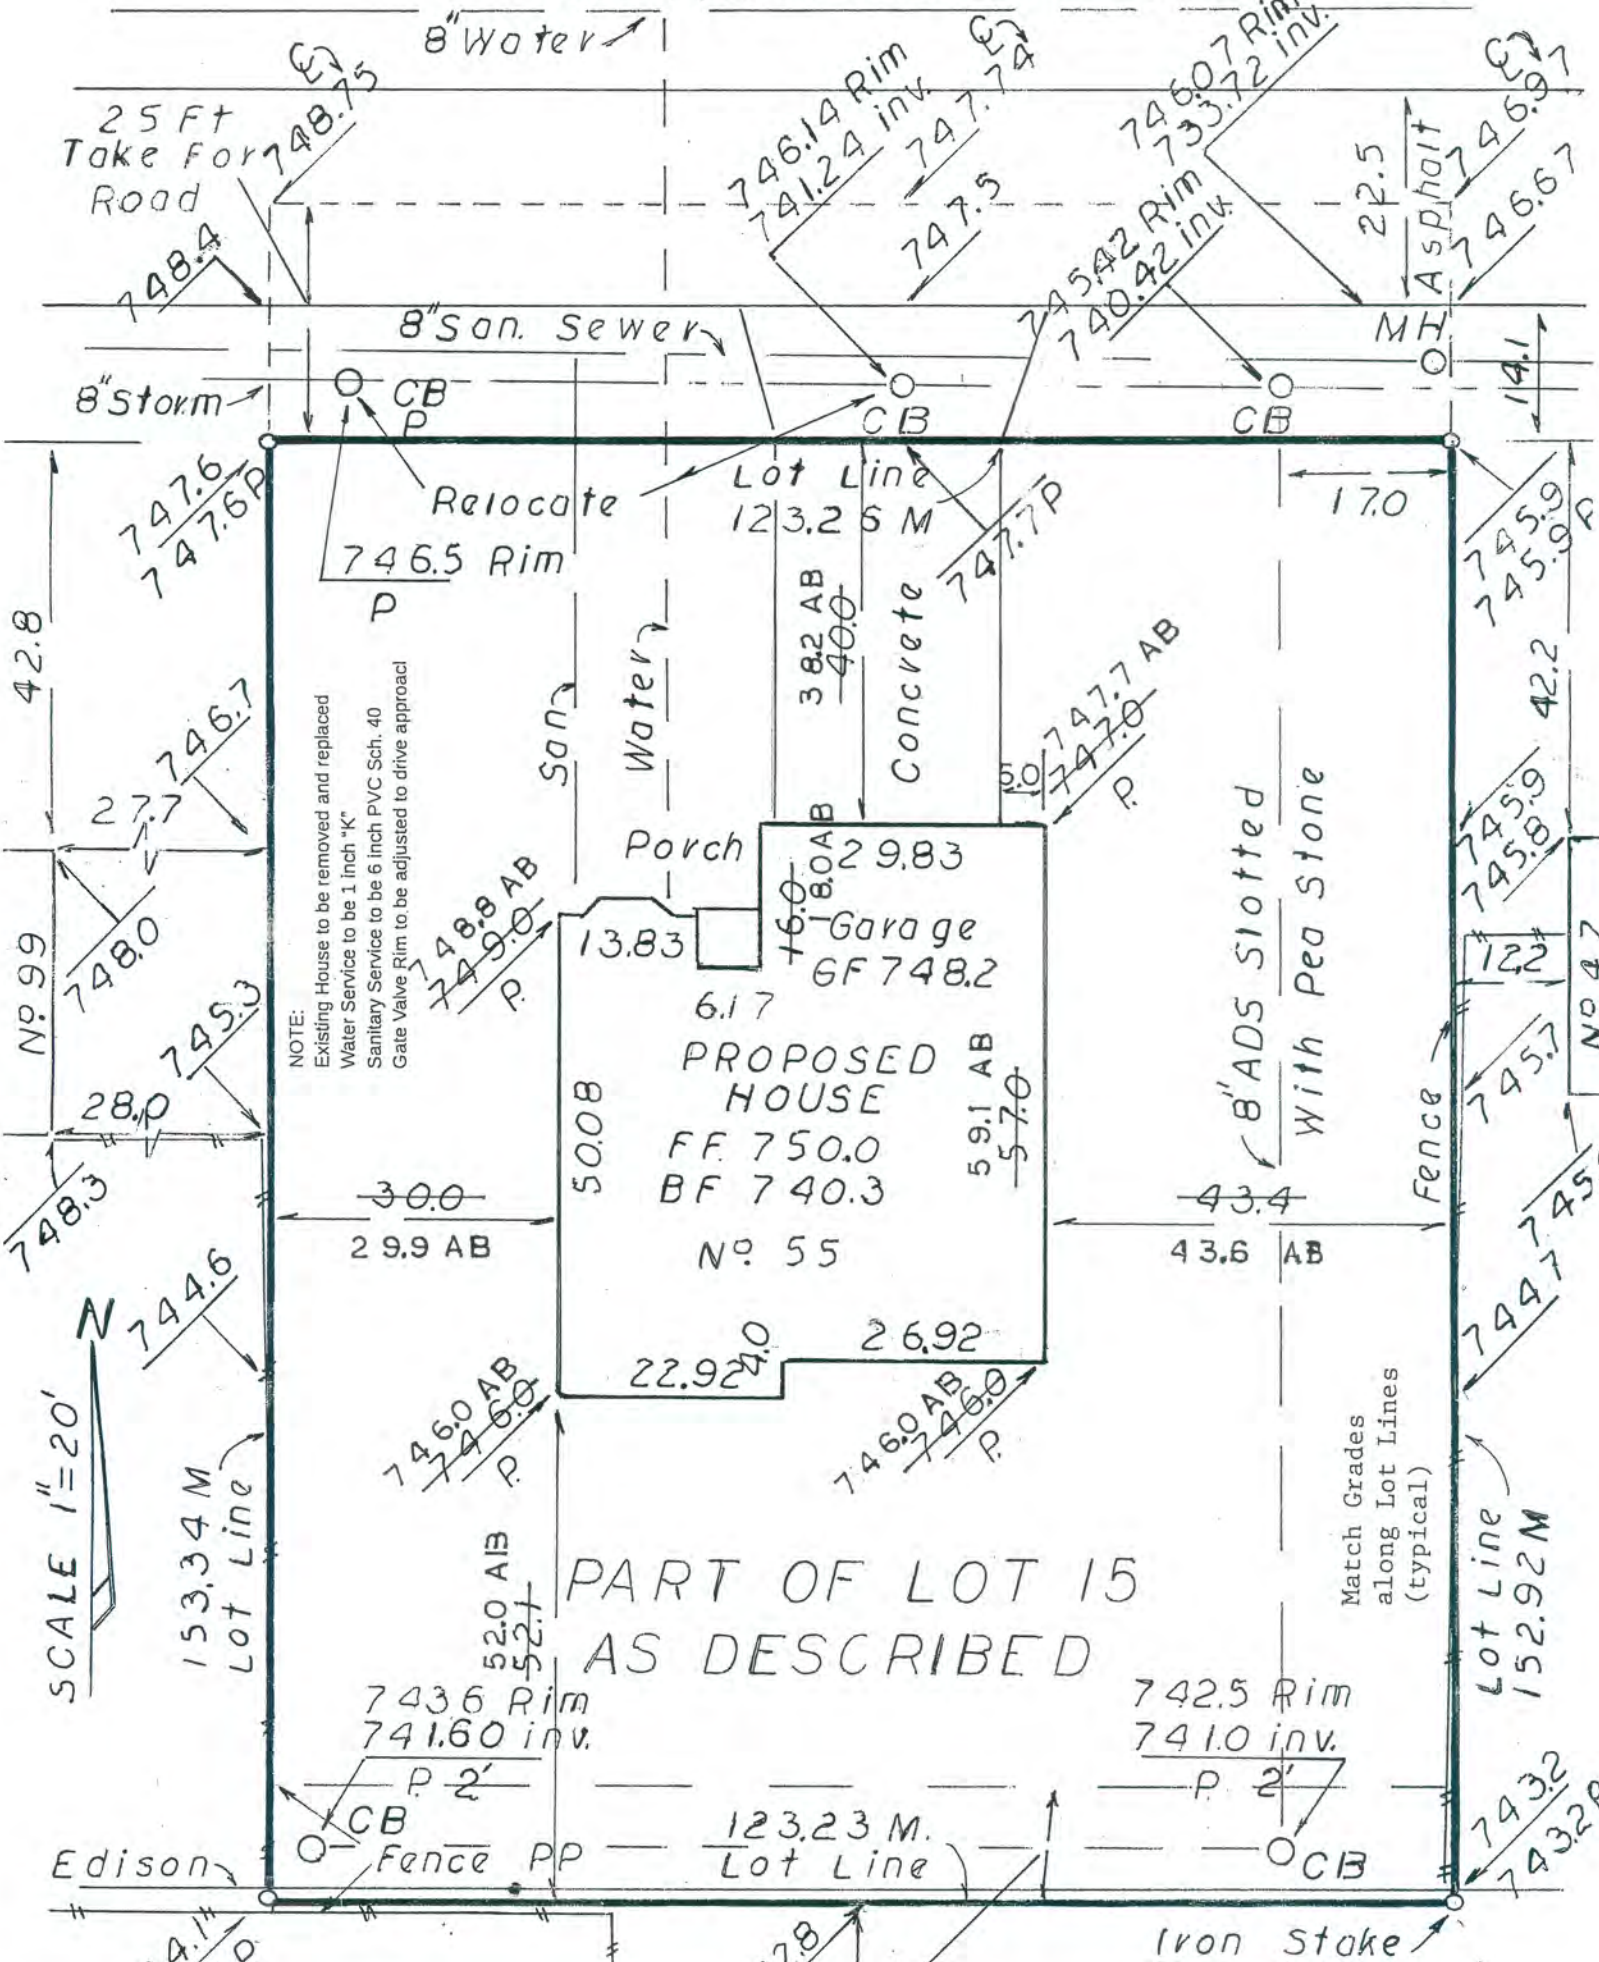 8" Water
25 Ft
Take For
Road
℄
748.75
748.4
746.14 Rim
741.24 inv.
℄
747.74
747.5
746.07 Rim
733.72 inv.
745.42 Rim
740.42 inv.
22.5
Asphalt
℄
746.97
746.67
8" San. Sewer
8" Storm
CB
P
CB
CB
MH
14.1
747.6
747.6 P
Relocate
746.5 Rim
P
Lot Line
123.26 M
747.7 P
17.0
745.9
745.9 P
42.8
746.7
27.7
748.0
No 99
745.3
28.0
748.3
744.6
NOTE:
Existing House to be removed and replaced
Water Service to be 1 inch "K"
Sanitary Service to be 6 inch PVC Sch. 40
Gate Valve Rim to be adjusted to drive approacl
San
Water
38.2 AB
40.0
Concrete
747.7 AB
747.0
P.
5.0
Porch
29.83
16.0
18.0 AB
748.8 AB
749.0
P.
13.83
Garage
GF 748.2
6.17
PROPOSED
HOUSE
FF. 750.0
BF 740.3
No 55
50.08
59.1 AB
57.0
8' ADS Slotted
With Pea Stone
42.2
745.9
745.8
12.2
No 47
745.7
Fence
745.
744.7
30.0
29.9 AB
43.4
43.6 AB
22.92
4.0
26.92
746.0 AB
746.0
P.
746.0 AB
746.0
P.
N
SCALE 1"=20'
153.34 M
Lot Line
52.0 AB
52.1
PART OF LOT 15
AS DESCRIBED
Match Grades
along Lot Lines
(typical)
Lot Line
152.92 M
743.6 Rim
741.60 inv.
P. 2'
742.5 Rim
741.0 inv.
P. 2'
CB
Fence
PP
123.23 M.
Lot Line
CB
743.2
743.2 P
Edison
4.1
P
7.8
Iron Stake